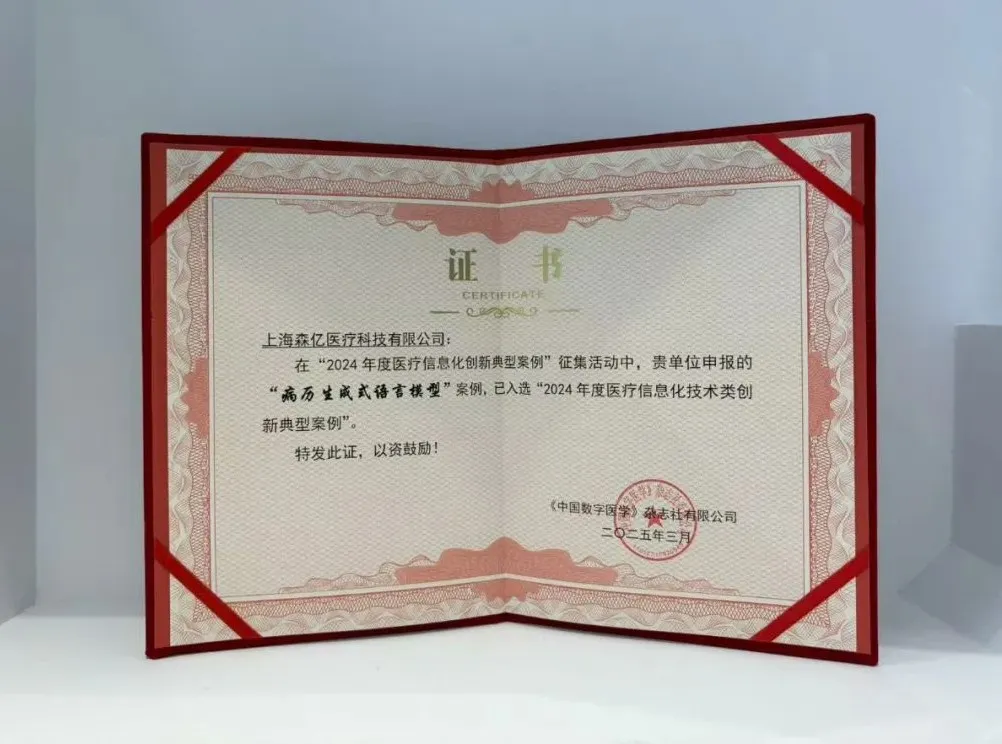 证 书
CERTIFICATE
上海森亿医疗科技有限公司:
在“2024年度医疗信息化创新典型案例”征集活动中,贵单位申报的
“病历生成式语言模型”案例,已入选“2024年度医疗信息化技术类创
新典型案例”。
特发此证,以资鼓励!
《中国数字医学》杂志社有限公司
二〇二五年三月